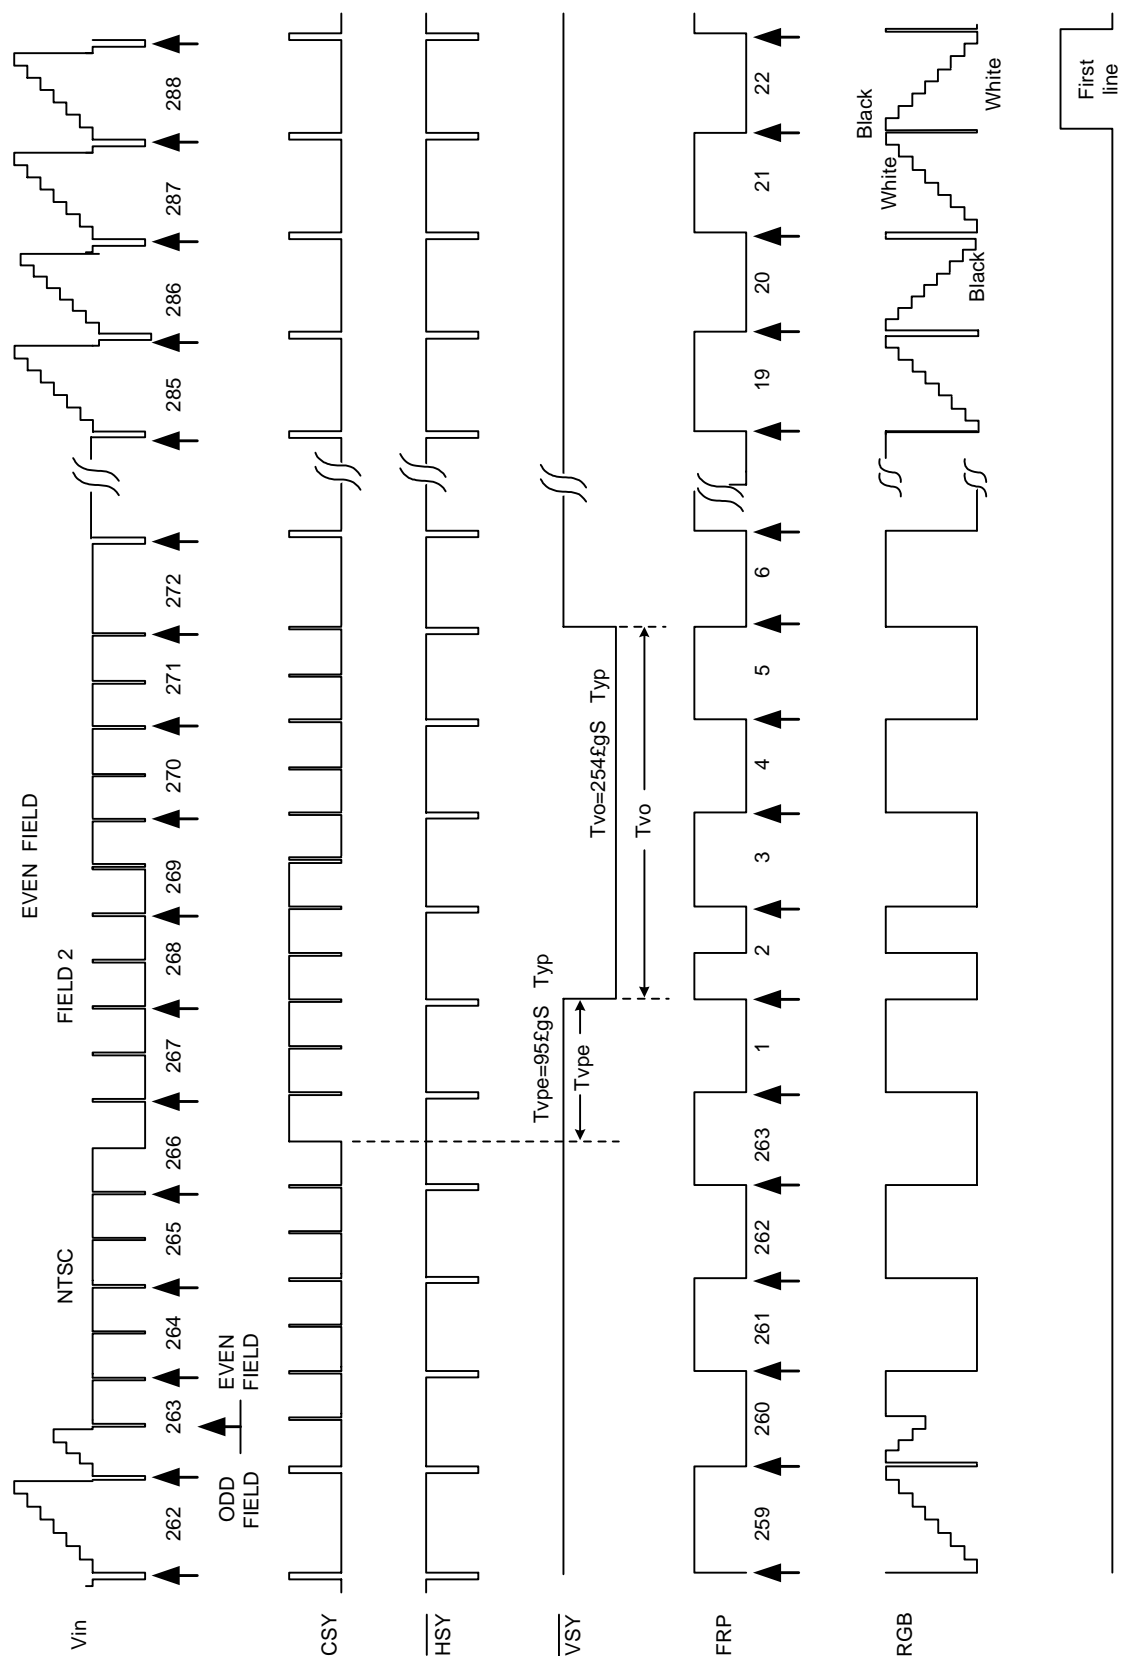 EVEN FIELD
NTSC FIELD 2
Vin
262 263 264 265 266 267 268 269 270 271 272 285 286 287 288
ODD FIELD
EVEN FIELD
CSY
HSY
VSY
Tvpe=95£gS Typ
Tvpe
Tvo=254£gS Typ
Tvo
FRP
259 260 261 262 263 1 2 3 4 5 6 19 20 21 22
RGB
Black
White
Black
White
First
line